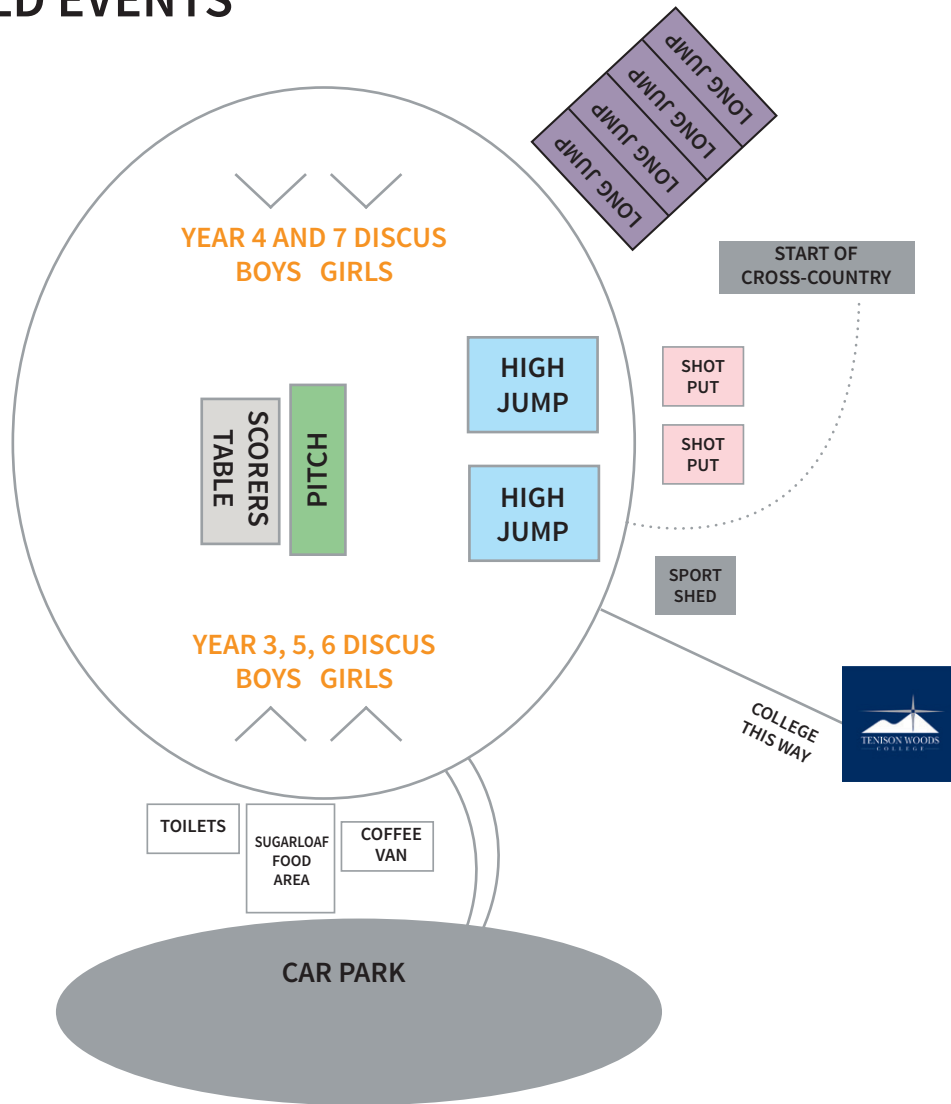 LD EVENTS
LONG JUMP
LONG JUMP
LONG JUMP
LONG JUMP
YEAR 4 AND 7 DISCUS
BOYS GIRLS
START OF
CROSS-COUNTRY
HIGH
JUMP
SHOT
PUT
SCORERS
TABLE
PITCH
SHOT
PUT
HIGH
JUMP
SPORT
SHED
YEAR 3, 5, 6 DISCUS
BOYS GIRLS
COLLEGE
THIS WAY
TENISON WOODS
COLLEGE
TOILETS
SUGARLOAF
FOOD
AREA
COFFEE
VAN
CAR PARK